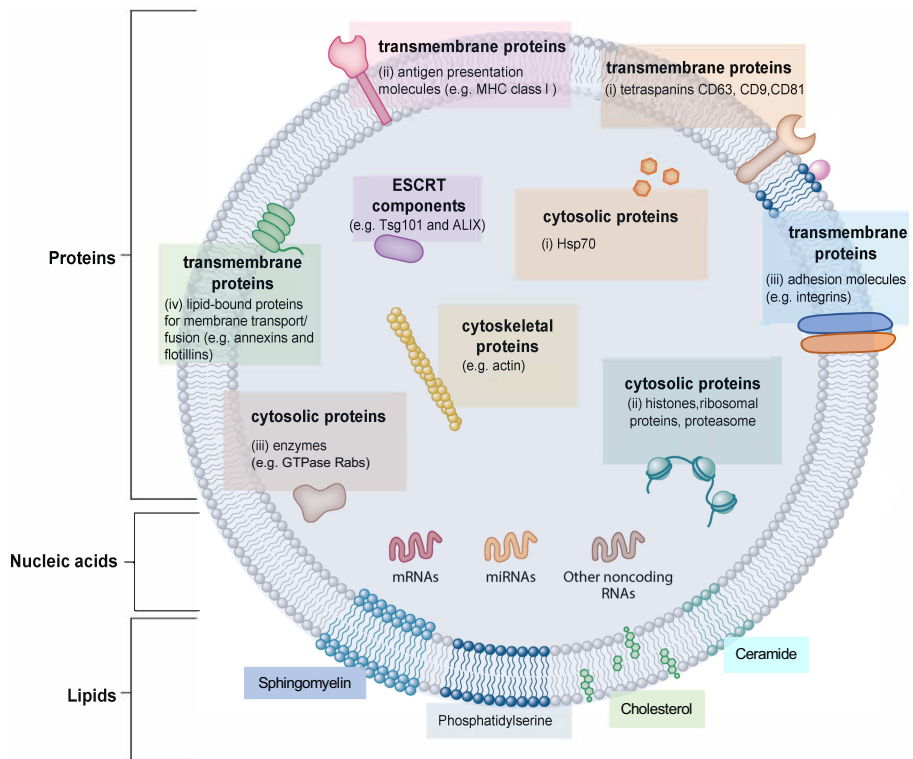 transmembrane proteins
(ii) antigen presentation
molecules (e.g. MHC class I )
transmembrane proteins
(i) tetraspanins CD63, CD9,CD81
ESCRT
components
(e.g. Tsg101 and ALIX)
cytosolic proteins
(i) Hsp70
transmembrane
proteins
(iii) adhesion molecules
(e.g. integrins)
Proteins
transmembrane
proteins
(iv) lipid-bound proteins
for membrane transport/
fusion (e.g. annexins and
flotillins)
cytoskeletal
proteins
(e.g. actin)
cytosolic proteins
(ii) histones,ribosomal
proteins, proteasome
cytosolic proteins
(iii) enzymes
(e.g. GTPase Rabs)
Nucleic acids
mRNAs
miRNAs
Other noncoding
RNAs
Lipids
Sphingomyelin
Phosphatidylserine
Cholesterol
Ceramide